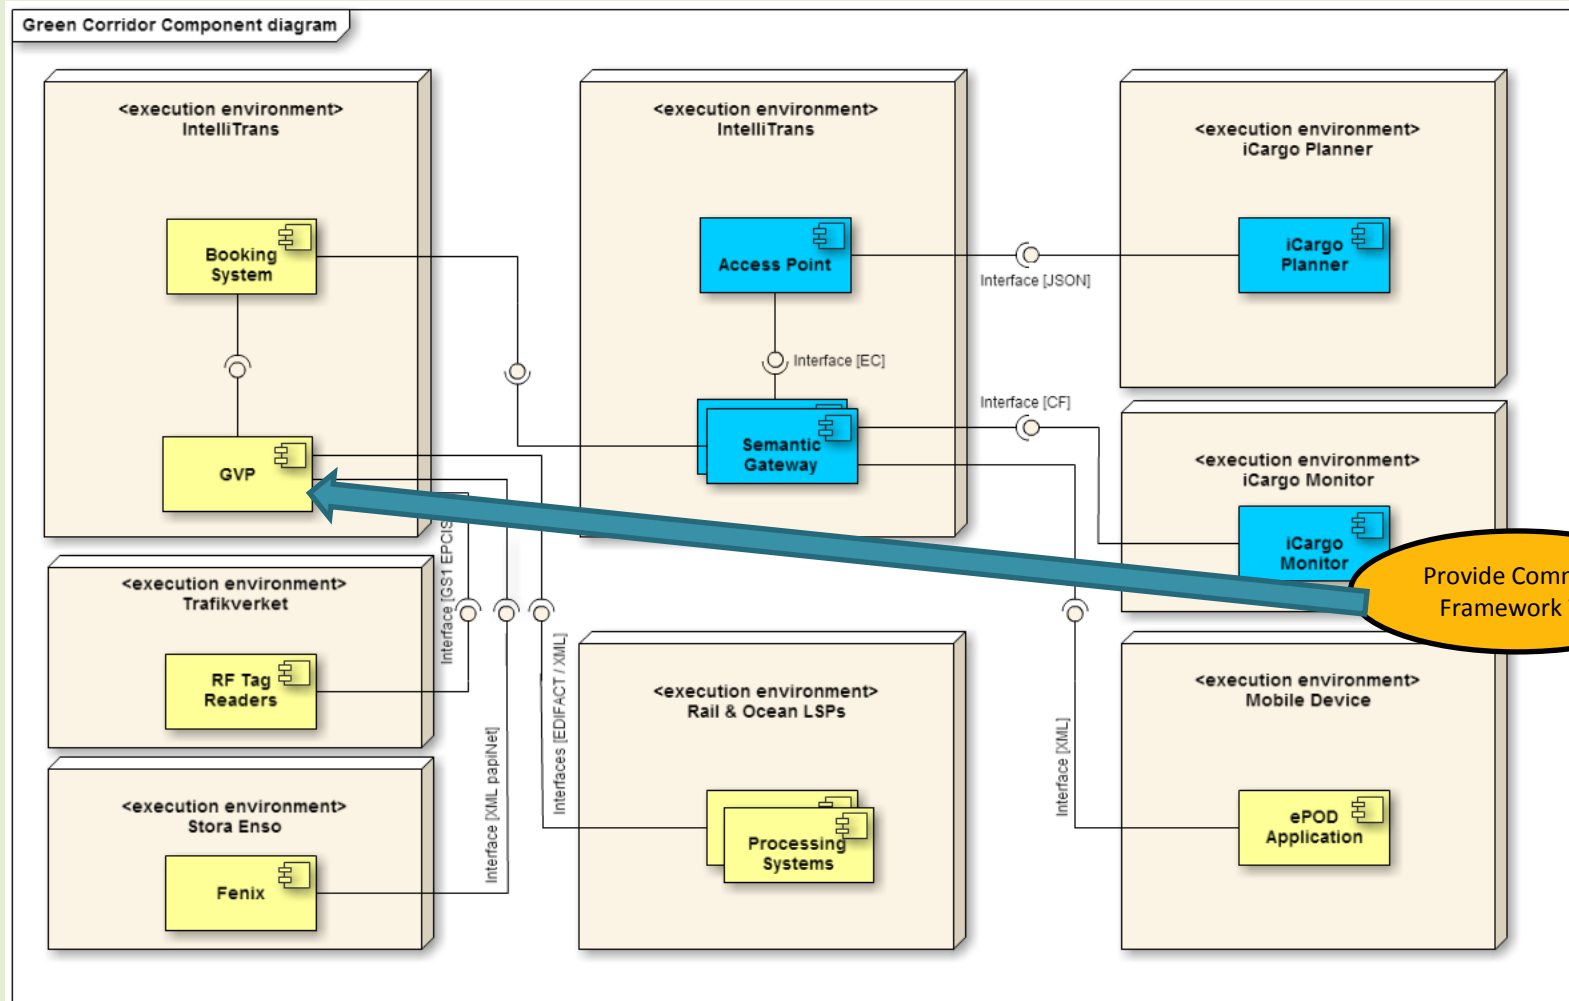 Green Corridor Component diagram
<execution environment>
IntelliTrans
Booking
System
GVP
<execution environment>
IntelliTrans
Access Point
Interface [EC]
Semantic
Gateway
Interface [JSON]
Interface [CF]
<execution environment>
iCargo Planner
iCargo
Planner
<execution environment>
iCargo Monitor
iCargo
Monitor
Provide
Framework
<execution environment>
Trafikverket
RF Tag
Readers
Interface [GS1 EPCIS
<execution environment>
Stora Enso
Fenix
Interface [XML papiNet]
Interfaces [EDIFACT / XML]
<execution environment>
Rail & Ocean LSPs
Processing
Systems
Interface [XML]
<execution environment>
Mobile Device
ePOD
Application